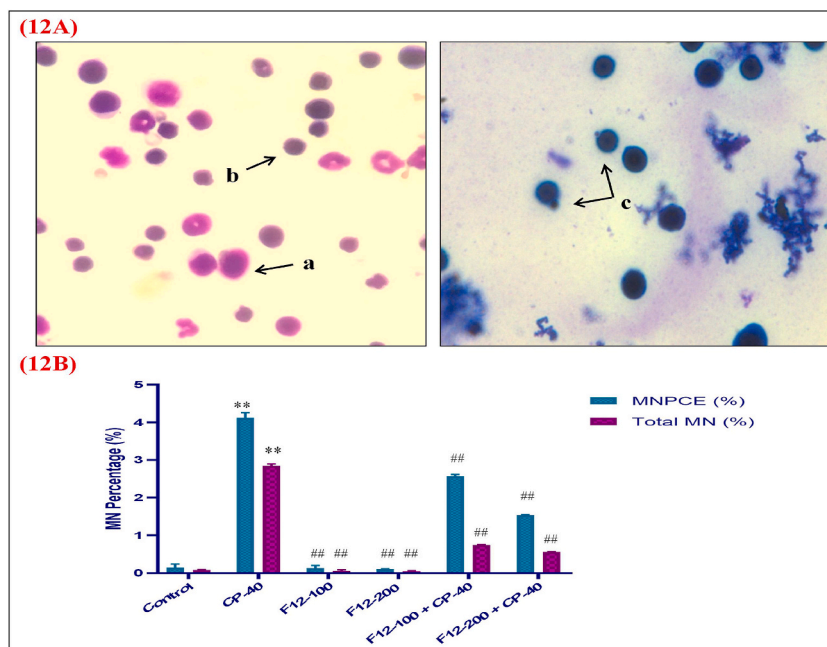 (12A)
b
a
c
(12B)
MN Percentage (%)
5
4
3
2
1
0
**
**
## ##
## ##
##
##
##
##
MNPCE (%)
Total MN (%)
Control
CP-40
F12-100
F12-200
F12-100 + CP-40
F12-200 + CP-40